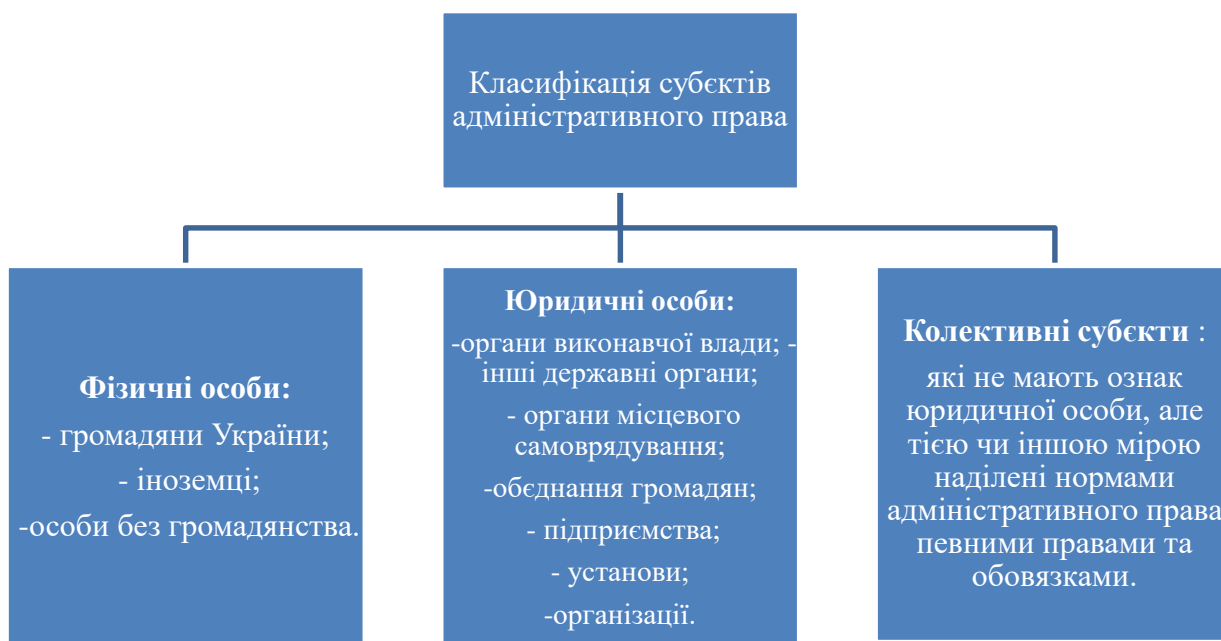 Класифікація субєктів
адміністративного права
Фізичні особи:
- громадяни України;
- іноземці;
-особи без громадянства.
Юридичні особи:
-органи виконавчої влади; -
інші державні органи;
- органи місцевого
самоврядування;
-обєднання громадян;
- підприємства;
- установи;
-організації.
Колективні субєкти :
які не мають ознак
юридичної особи, але
тією чи іншою мірою
наділені нормами
адміністративного права
певними правами та
обовязками.